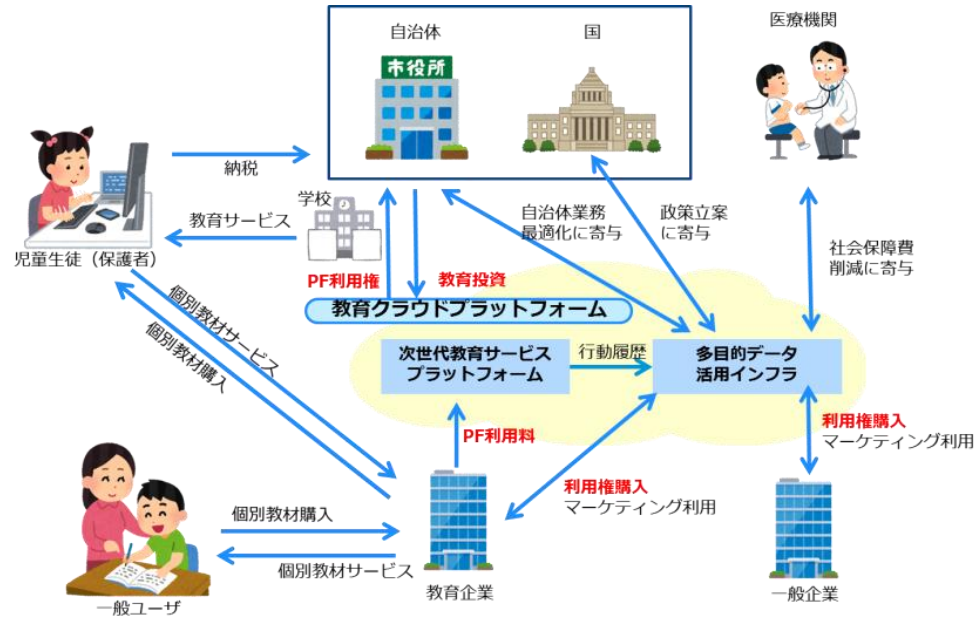 自治体
国
医療機関
市役所
納税
学校
教育サービス
児童生徒（保護者）
自治体業務
最適化に寄与
政策立案
に寄与
社会保障費
削減に寄与
PF利用権
教育投資
教育クラウドプラットフォーム
個別教材サービス
個別教材購入
次世代教育サービス
プラットフォーム
行動履歴
多目的データ
活用インフラ
PF利用料
利用権購入
マーケティング利用
利用権購入
マーケティング利用
個別教材購入
個別教材サービス
一般ユーザ
教育企業
一般企業